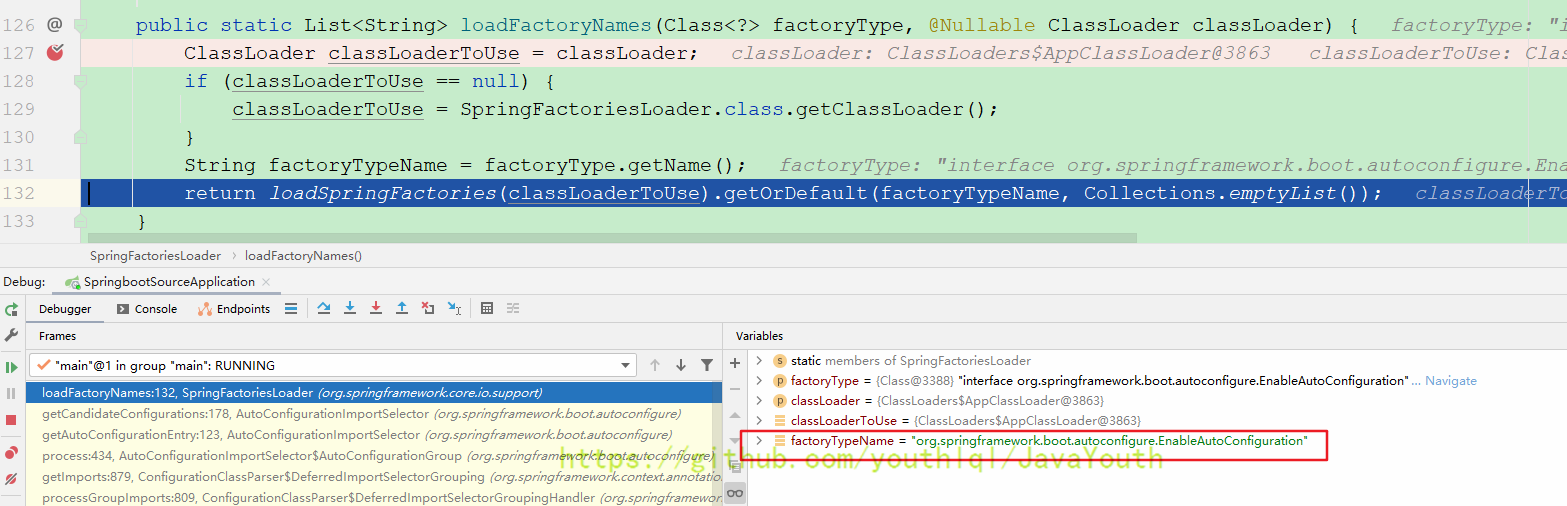 126 @ public static List<String> loadFactoryNames(Class<?> factoryType, @Nullable ClassLoader classLoader) { factoryType: "i
127 ClassLoader classLoaderToUse = classLoader; classLoader: ClassLoaders$AppClassLoader@3863 classLoaderToUse: Clas
128 if (classLoaderToUse == null) {
129 classLoaderToUse = SpringFactoriesLoader.class.getClassLoader();
130 }
131 String factoryTypeName = factoryType.getName(); factoryType: "interface org.springframework.boot.autoconfigure.Ena
132 return loadSpringFactories(classLoaderToUse).getOrDefault(factoryTypeName, Collections.emptyList()); classLoaderTo
133 }
SpringFactoriesLoader › loadFactoryNames()
Debug: SpringbootSourceApplication ×
Debugger Console Endpoints
Frames
Variables
"main"@1 in group "main": RUNNING
loadFactoryNames:132, SpringFactoriesLoader (org.springframework.core.io.support)
getCandidateConfigurations:178, AutoConfigurationImportSelector (org.springframework.boot.autoconfigure)
getAutoConfigurationEntry:123, AutoConfigurationImportSelector (org.springframework.boot.autoconfigure)
process:434, AutoConfigurationImportSelector$AutoConfigurationGroup (org.springframework.boot.autoconfigure)
getImports:879, ConfigurationClassParser$DeferredImportSelectorGrouping (org.springframework.context.annotation
processGroupImports:809, ConfigurationClassParser$DeferredImportSelectorGroupingHandler (org.springframework
static members of SpringFactoriesLoader
factoryType = {Class@3388} "interface org.springframework.boot.autoconfigure.EnableAutoConfiguration"... Navigate
classLoader = {ClassLoaders$AppClassLoader@3863}
classLoaderToUse = {ClassLoaders$AppClassLoader@3863}
factoryTypeName = "org.springframework.boot.autoconfigure.EnableAutoConfiguration"
https://github.com/youthlql/JavaYouth